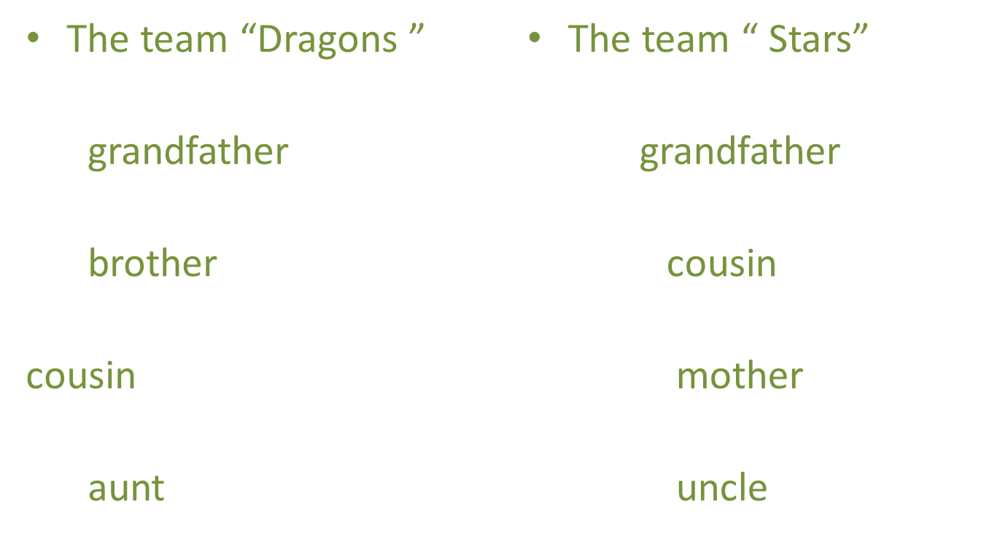 • The team “Dragons ”
grandfather
brother
cousin
aunt
• The team “ Stars”
grandfather
cousin
mother
uncle